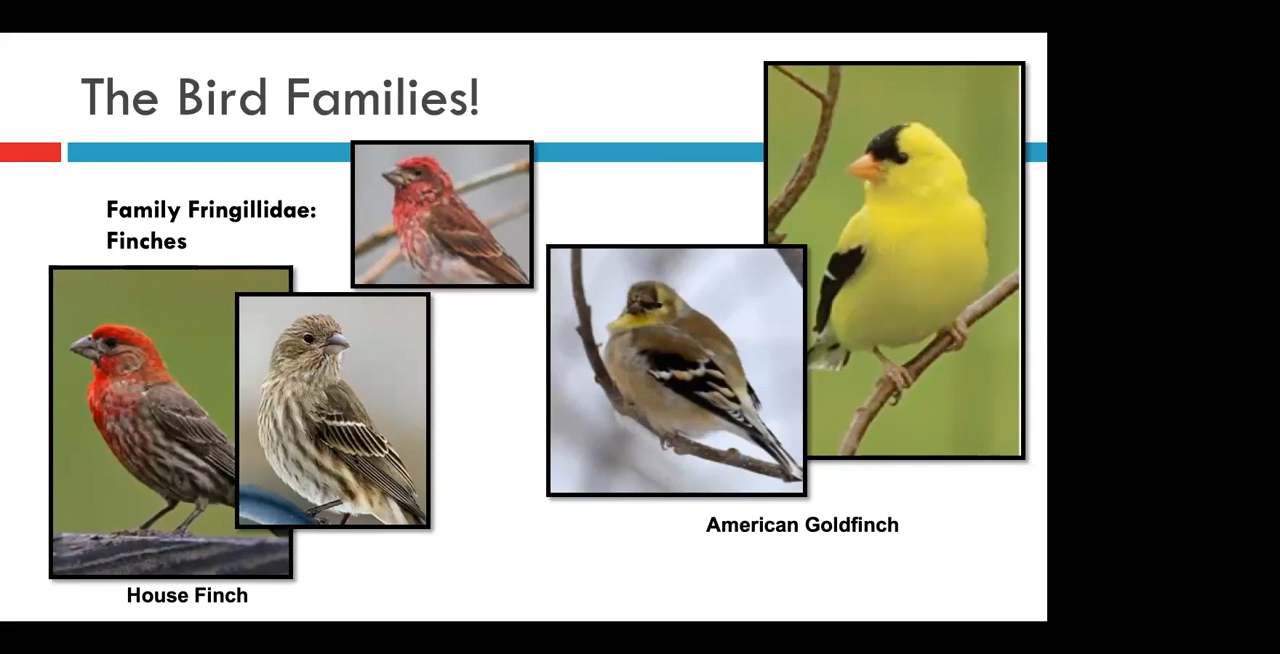 The Bird Families!
Family Fringillidae:
Finches
American Goldfinch
House Finch